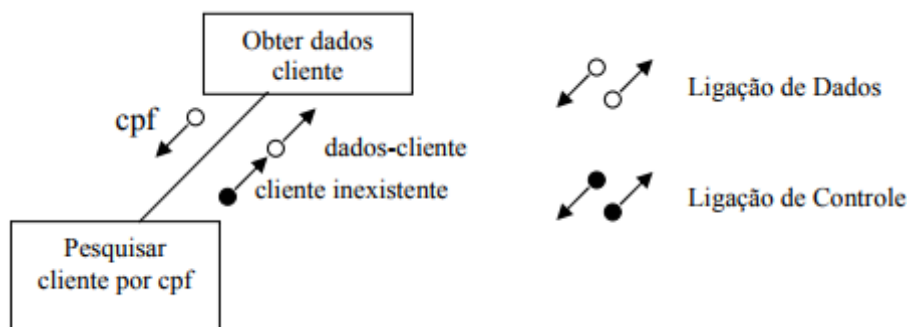 Obter dados
cliente
cpf
dados-cliente
cliente inexistente
Pesquisar
cliente por cpf
Ligação de Dados
Ligação de Controle